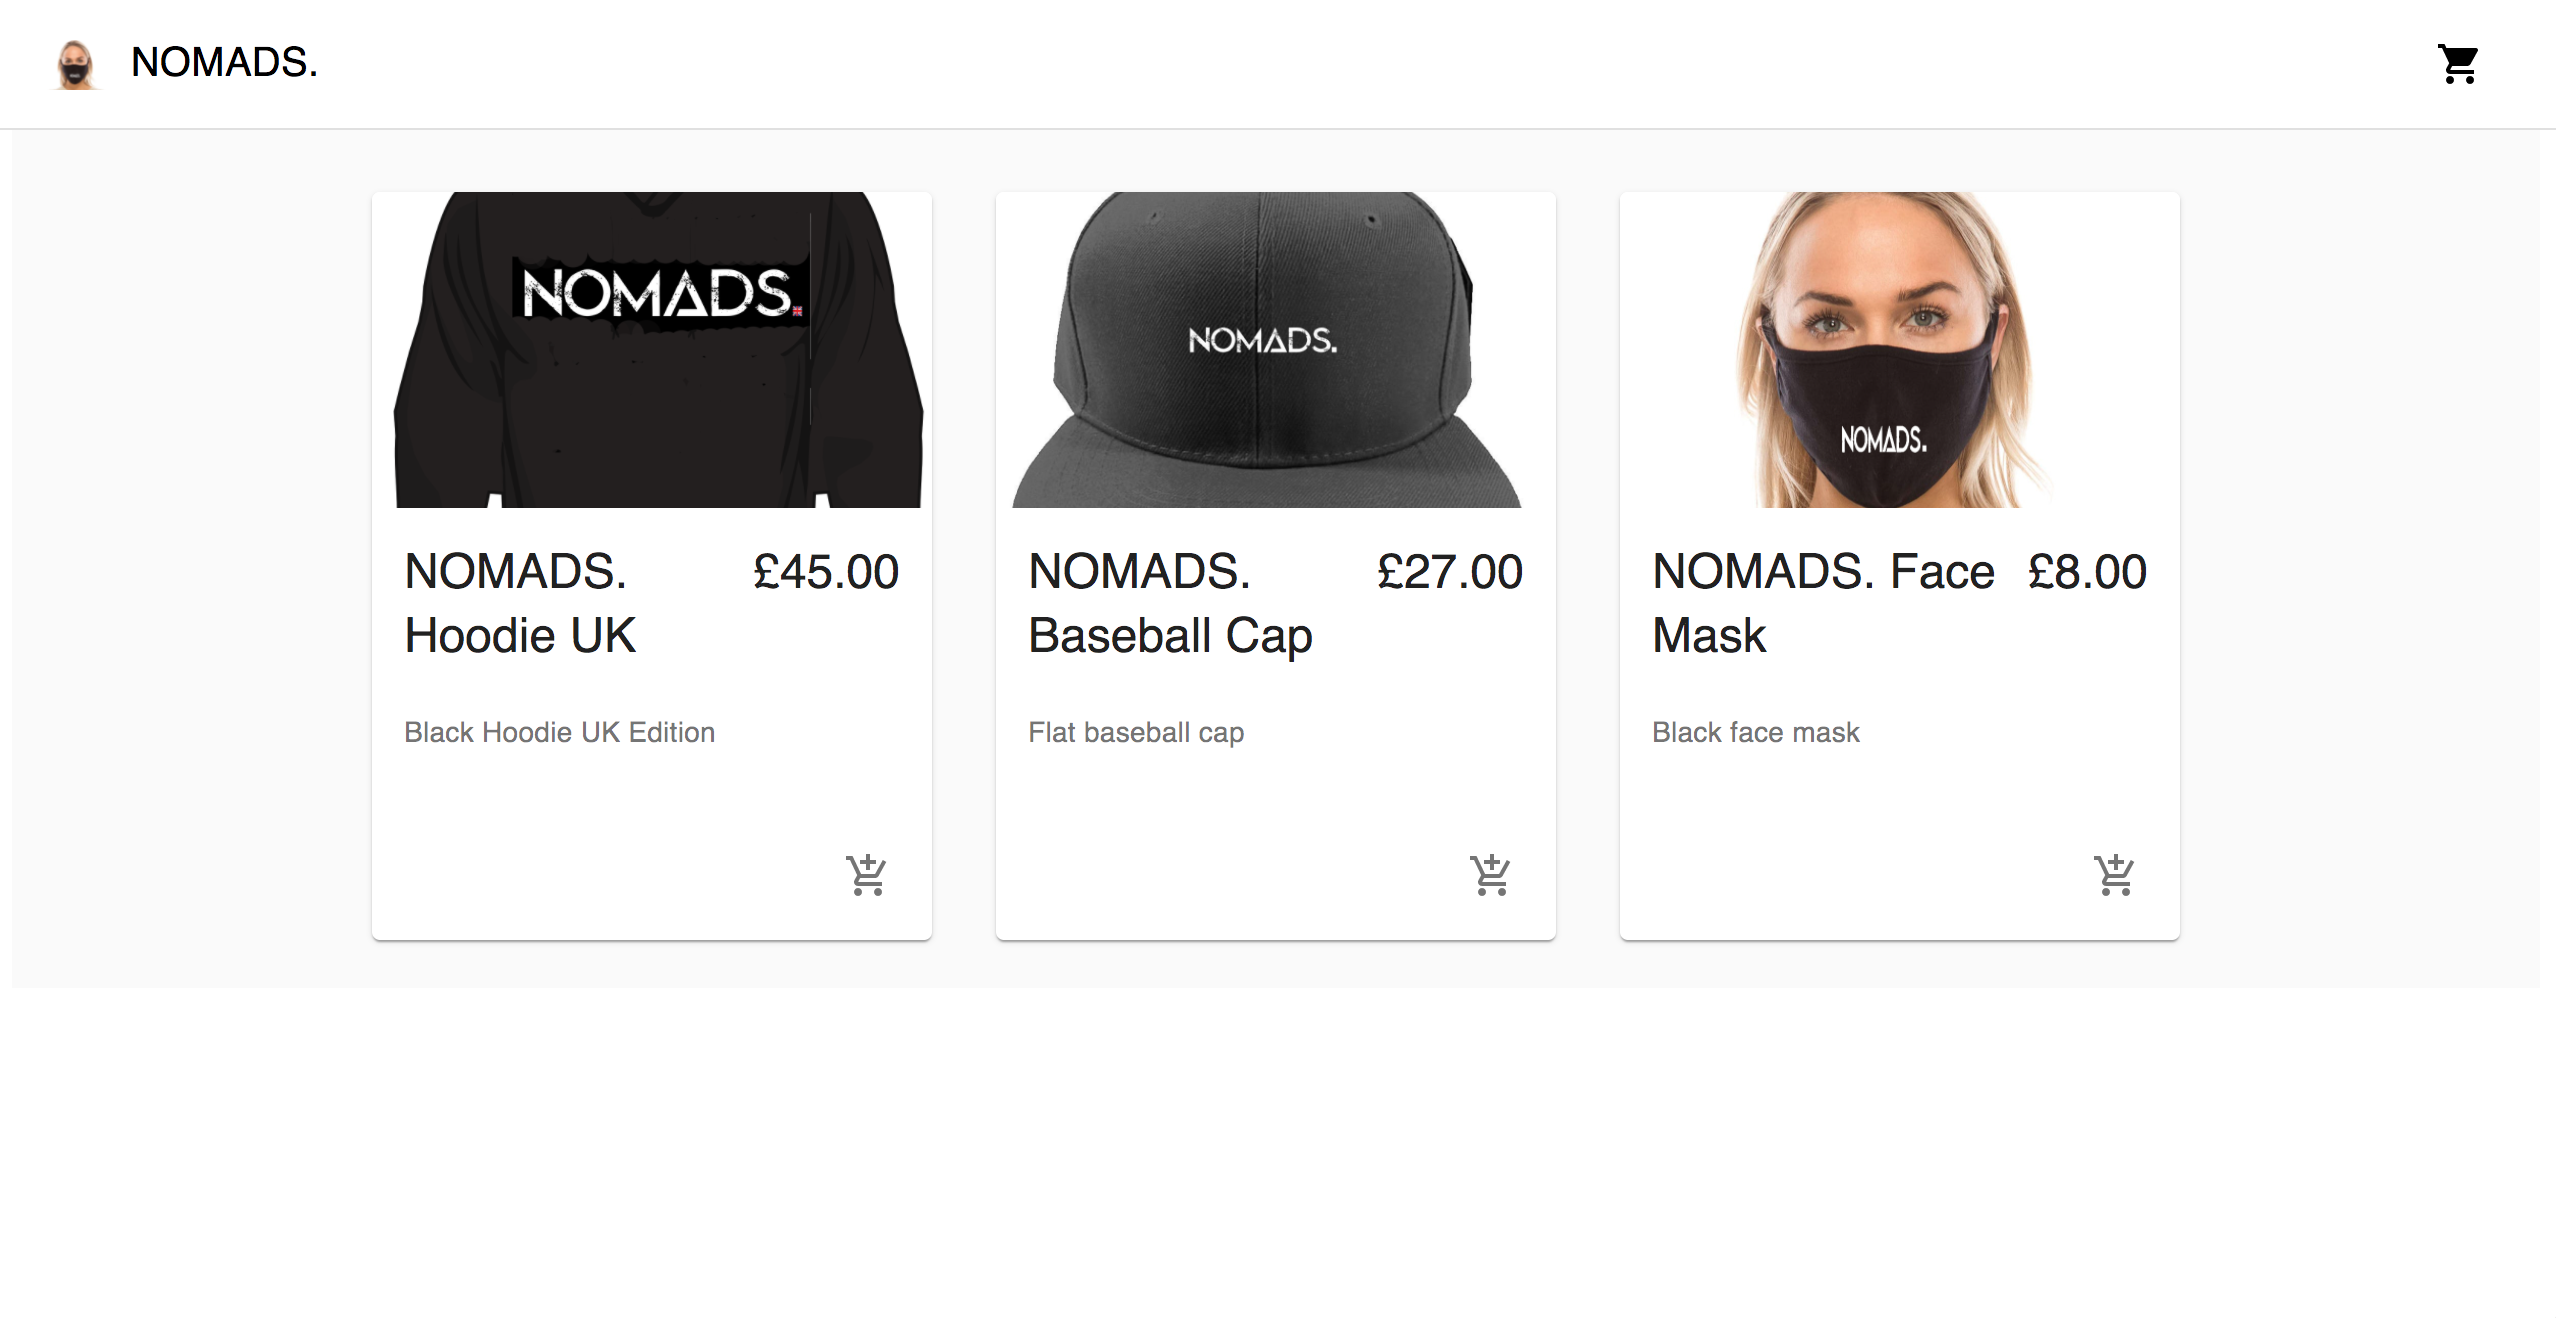 NOMADS.
NOMADS.
NOMADS.
NOMADS.
NOMADS.
Hoodie UK
£45.00
Black Hoodie UK Edition
NOMADS.
Baseball Cap
£27.00
Flat baseball cap
NOMADS. Face
Mask
£8.00
Black face mask